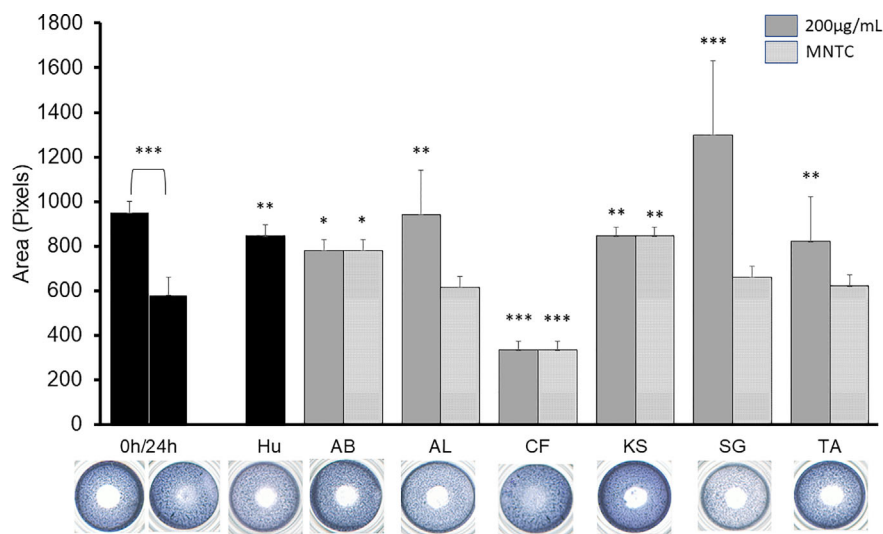 1800
1600
1400
1200
1000
800
600
400
200
0
Area (Pixels)
200µg/mL
MNTC
***
**
*
*
**
***
***
**
**
***
**
0h/24h
Hu
AB
AL
CF
KS
SG
TA